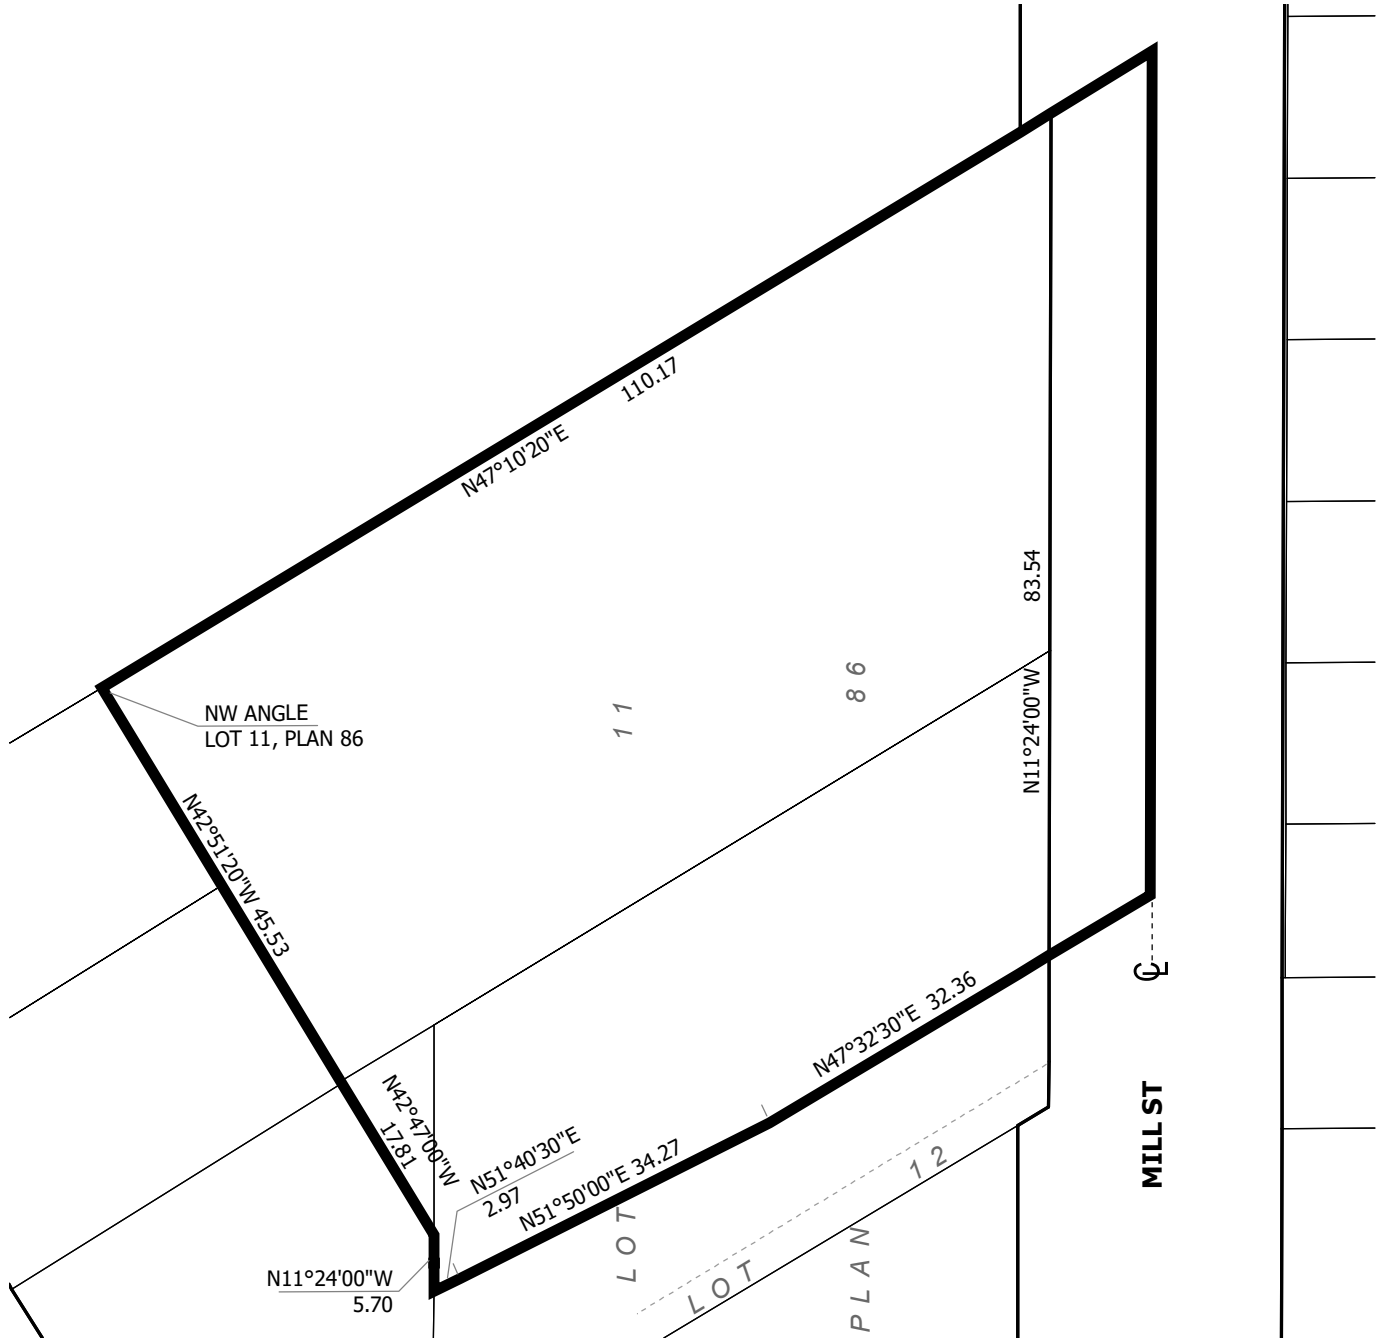 110.17
N47°10'20"E
83.54
N11°24'00"W
86
11
NW ANGLE
LOT 11, PLAN 86
N42°51'20"W 45.53
N47°32'30"E 32.36
℄
MILL ST
N42°47'00"W
17.81
N51°40'30"E
2.97
N51°50'00"E 34.27
12
LOT
LOT
PLAN
N11°24'00"W
5.70